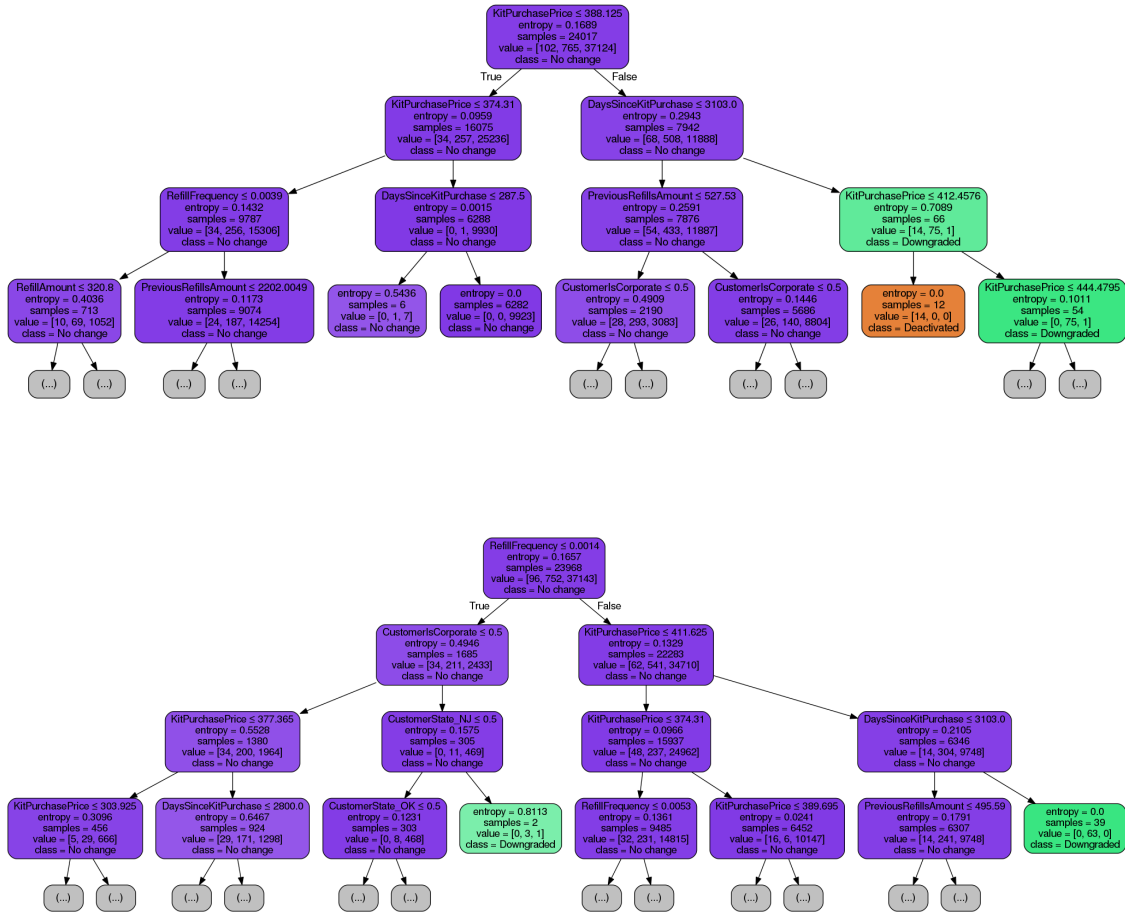 KitPurchasePrice ≤ 388.125
entropy = 0.1689
samples = 24017
value = [102, 765, 37124]
class = No change
True
False
KitPurchasePrice ≤ 374.31
entropy = 0.0959
samples = 16075
value = [34, 257, 25236]
class = No change
DaysSinceKitPurchase ≤ 3103.0
entropy = 0.2943
samples = 7942
value = [68, 508, 11888]
class = No change
RefillFrequency ≤ 0.0039
entropy = 0.1432
samples = 9787
value = [34, 256, 15306]
class = No change
DaysSinceKitPurchase ≤ 287.5
entropy = 0.0015
samples = 6288
value = [0, 1, 9930]
class = No change
PreviousRefillsAmount ≤ 527.53
entropy = 0.2591
samples = 7876
value = [54, 433, 11887]
class = No change
KitPurchasePrice ≤ 412.4576
entropy = 0.7089
samples = 66
value = [14, 75, 1]
class = Downgraded
RefillAmount ≤ 320.8
entropy = 0.4036
samples = 713
value = [10, 69, 1052]
class = No change
PreviousRefillsAmount ≤ 2202.0049
entropy = 0.1173
samples = 9074
value = [24, 187, 14254]
class = No change
entropy = 0.5436
samples = 6
value = [0, 1, 7]
class = No change
entropy = 0.0
samples = 6282
value = [0, 0, 9923]
class = No change
CustomerIsCorporate ≤ 0.5
entropy = 0.4909
samples = 2190
value = [28, 293, 3083]
class = No change
CustomerIsCorporate ≤ 0.5
entropy = 0.1446
samples = 5686
value = [26, 140, 8804]
class = No change
entropy = 0.0
samples = 12
value = [14, 0, 0]
class = Deactivated
KitPurchasePrice ≤ 444.4795
entropy = 0.1011
samples = 54
value = [0, 75, 1]
class = Downgraded
(...)
(...)
(...)
(...)
(...)
(...)
(...)
(...)
(...)
(...)
RefillFrequency ≤ 0.0014
entropy = 0.1657
samples = 23968
value = [96, 752, 37143]
class = No change
True
False
CustomerIsCorporate ≤ 0.5
entropy = 0.4946
samples = 1685
value = [34, 211, 2433]
class = No change
KitPurchasePrice ≤ 411.625
entropy = 0.1329
samples = 22283
value = [62, 541, 34710]
class = No change
KitPurchasePrice ≤ 377.365
entropy = 0.5528
samples = 1380
value = [34, 200, 1964]
class = No change
CustomerState_NJ ≤ 0.5
entropy = 0.1575
samples = 305
value = [0, 11, 469]
class = No change
KitPurchasePrice ≤ 374.31
entropy = 0.0966
samples = 15937
value = [48, 237, 24962]
class = No change
DaysSinceKitPurchase ≤ 3103.0
entropy = 0.2105
samples = 6346
value = [14, 304, 9748]
class = No change
KitPurchasePrice ≤ 303.925
entropy = 0.3096
samples = 456
value = [5, 29, 666]
class = No change
DaysSinceKitPurchase ≤ 2800.0
entropy = 0.6467
samples = 924
value = [29, 171, 1298]
class = No change
CustomerState_OK ≤ 0.5
entropy = 0.1231
samples = 303
value = [0, 8, 468]
class = No change
entropy = 0.8113
samples = 2
value = [0, 3, 1]
class = Downgraded
RefillFrequency ≤ 0.0053
entropy = 0.1361
samples = 9485
value = [32, 231, 14815]
class = No change
KitPurchasePrice ≤ 389.695
entropy = 0.0241
samples = 6452
value = [16, 6, 10147]
class = No change
PreviousRefillsAmount ≤ 495.59
entropy = 0.1791
samples = 6307
value = [14, 241, 9748]
class = No change
entropy = 0.0
samples = 39
value = [0, 63, 0]
class = Downgraded
(...)
(...)
(...)
(...)
(...)
(...)
(...)
(...)
(...)
(...)
(...)
(...)